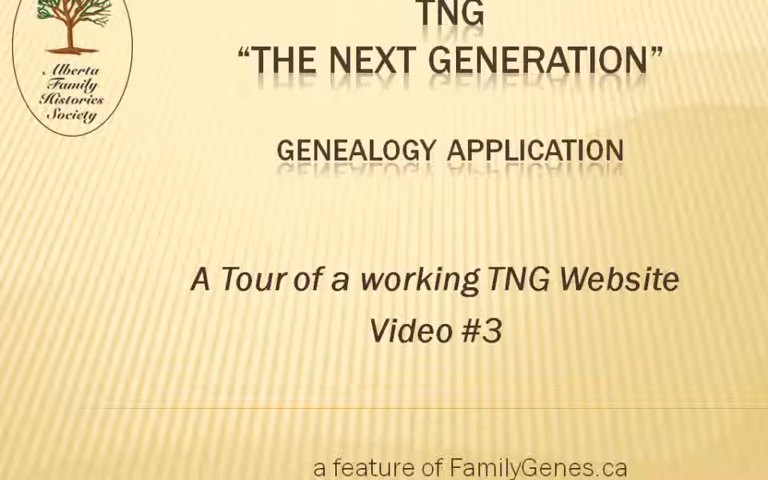 Alberta
Family
Histories
Society
TNG
“THE NEXT GENERATION”
GENEALOGY APPLICATION
A Tour of a working TNG Website
Video #3
a feature of FamilyGenes.ca